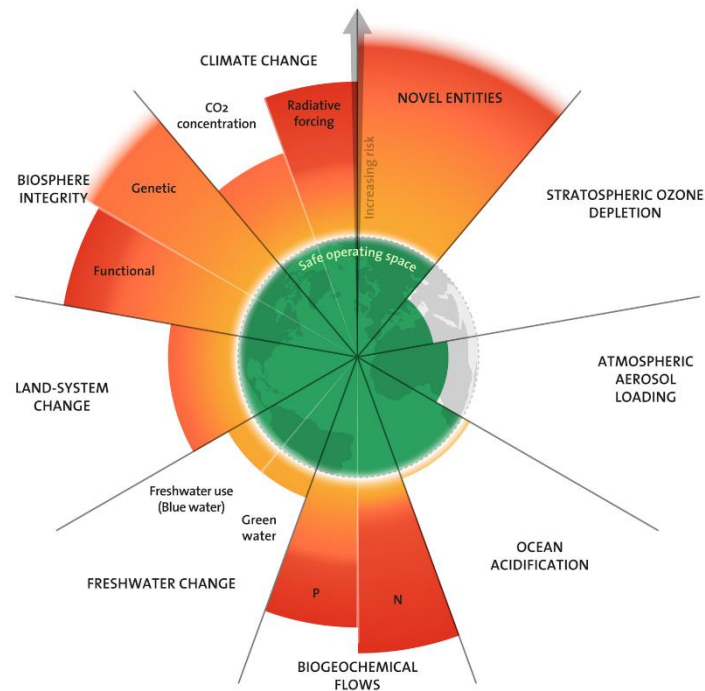 CLIMATE CHANGE
CO2
concentration
Radiative
forcing
NOVEL ENTITIES
Increasing risk
BIOSPHERE
INTEGRITY
Genetic
Functional
STRATOSPHERIC OZONE
DEPLETION
Safe operating space
LAND-SYSTEM
CHANGE
ATMOSPHERIC
AEROSOL
LOADING
Freshwater use
(Blue water)
Green
water
FRESHWATER CHANGE
OCEAN
ACIDIFICATION
P
N
BIOGEOCHEMICAL
FLOWS